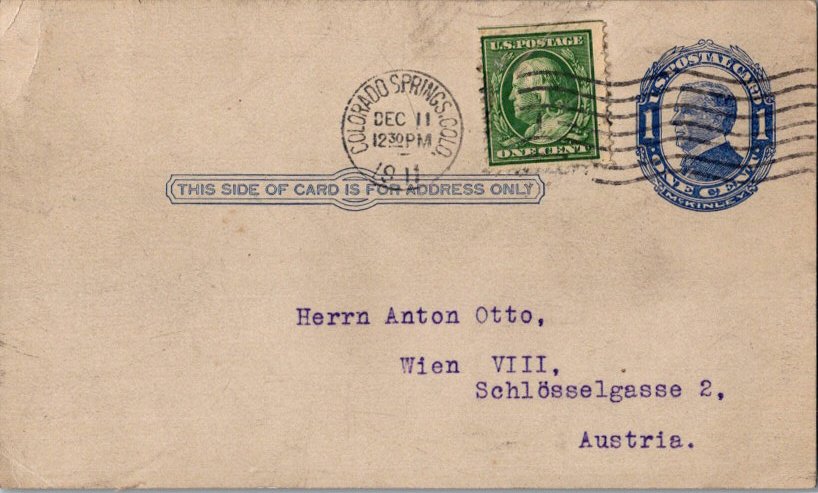 U.S. POSTAGE
ONE CENT
COLORADO SPRINGS, COLO.
DEC 11
12 30 PM
1911
U.S. POSTAL CARD
1 1
ONE CENT
McKINLEY
THIS SIDE OF CARD IS FOR ADDRESS ONLY
Herrn Anton Otto,
Wien VIII,
Schlösselgasse 2,
Austria.